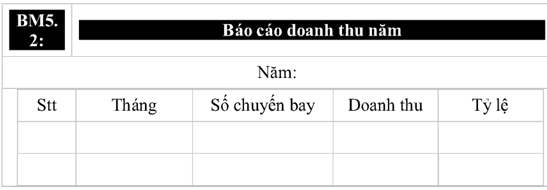 BM5.
2:
Báo cáo doanh thu năm
Năm:
Stt Tháng Số chuyến bay Doanh thu Tỷ lệ